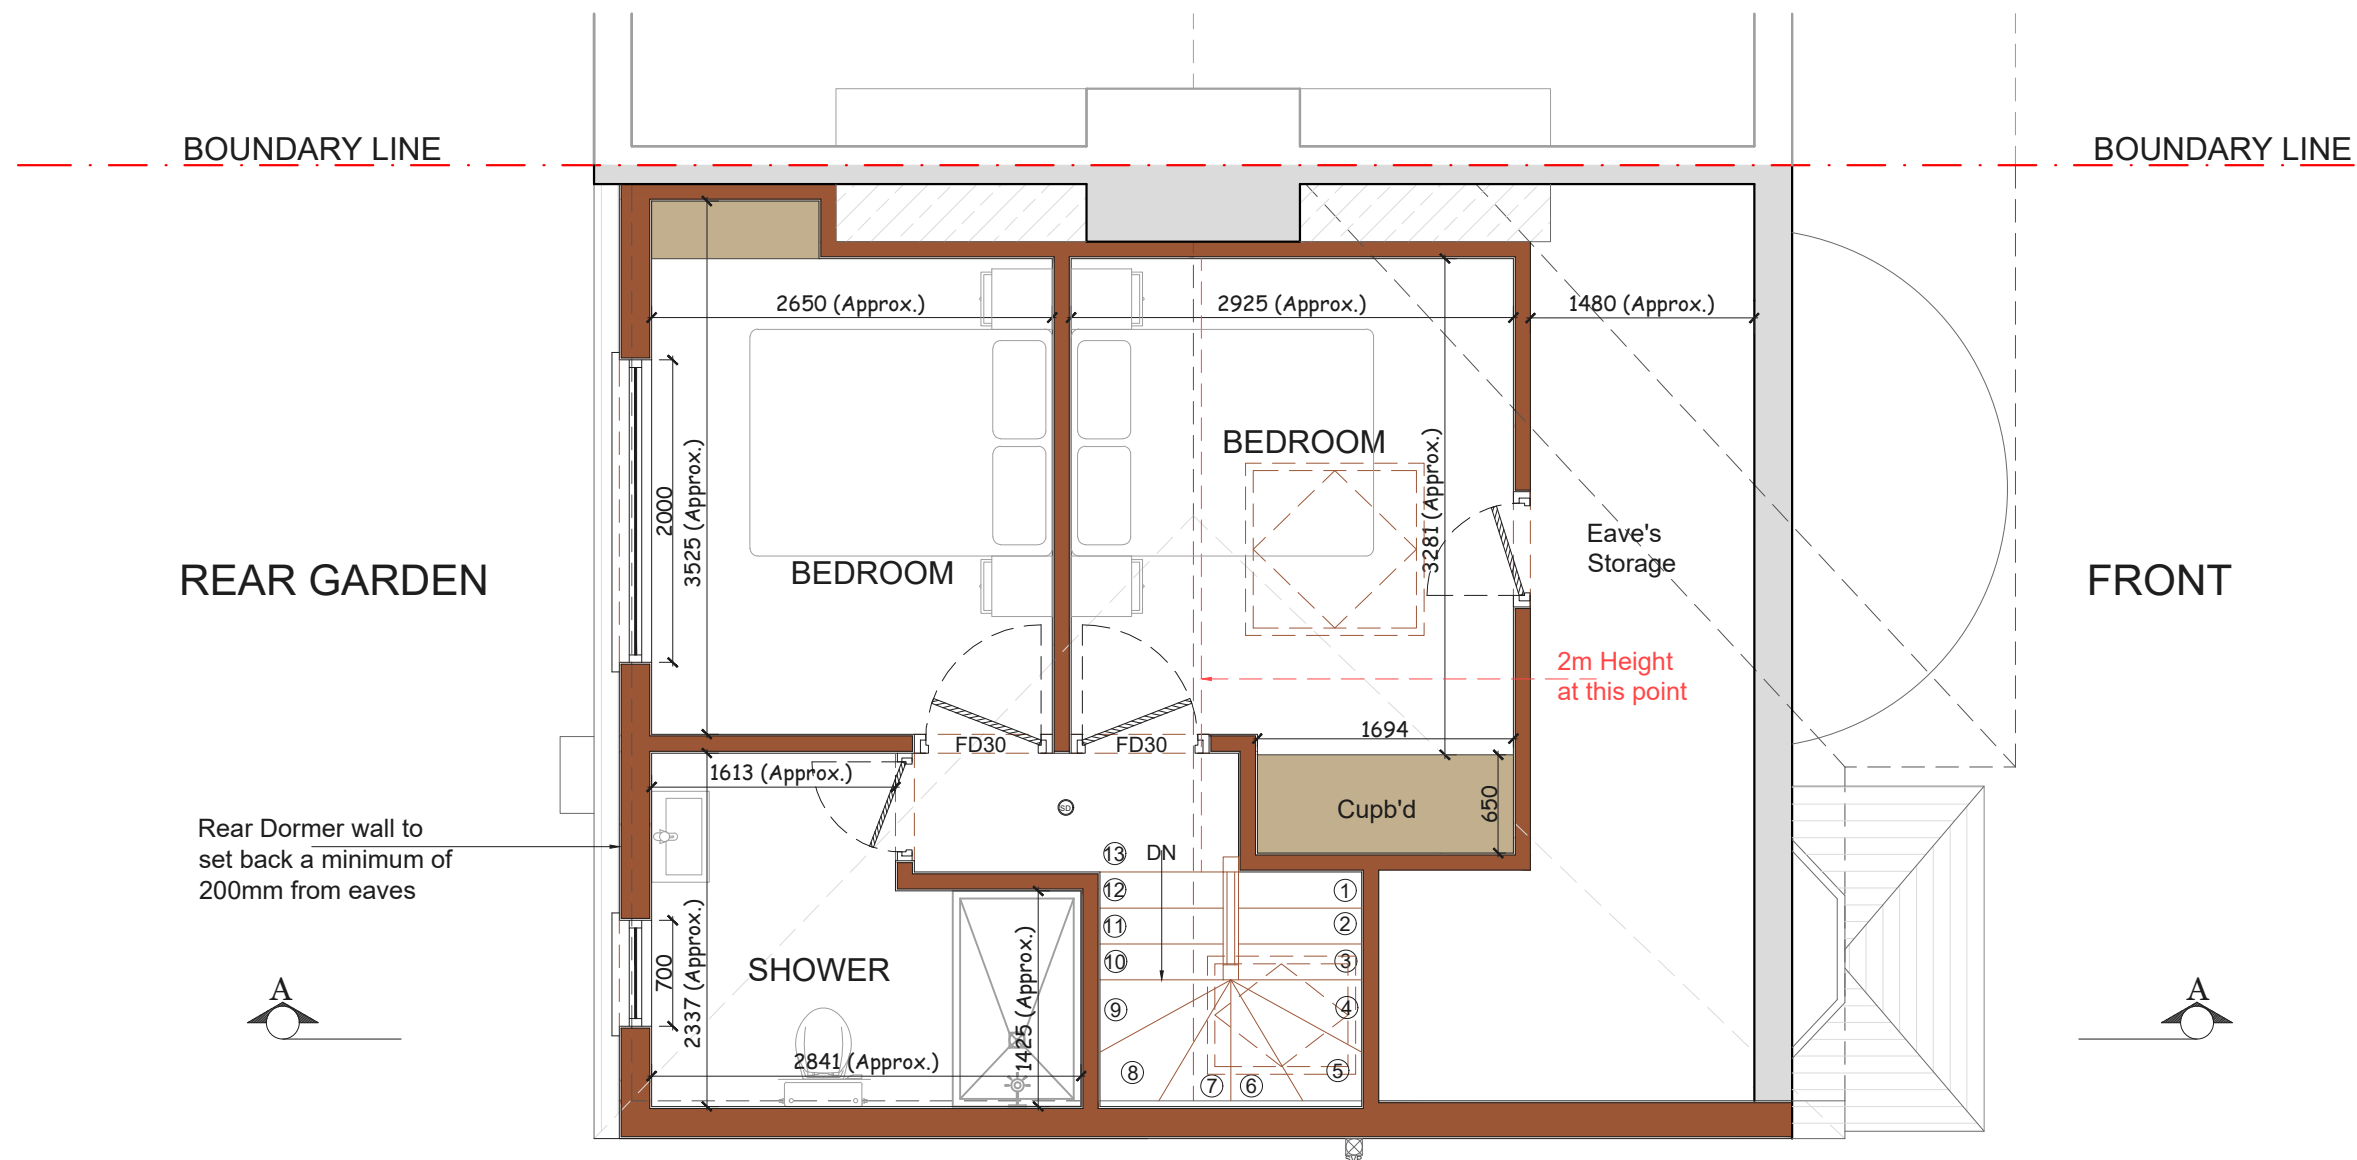 BOUNDARY LINE
BOUNDARY LINE
2650 (Approx.)
2925 (Approx.)
1480 (Approx.)
BEDROOM
2000
3525 (Approx.)
3281 (Approx.)
Eave's
Storage
REAR GARDEN
BEDROOM
FRONT
2m Height
at this point
1694
FD30
FD30
1613 (Approx.)
650
Cupb'd
SD
Rear Dormer wall to
set back a minimum of
200mm from eaves
13
DN
12
1
11
2
10
3
9
4
8
7
6
5
SHOWER
700
2337 (Approx.)
1425 (Approx.)
2841 (Approx.)
A
A
SVP